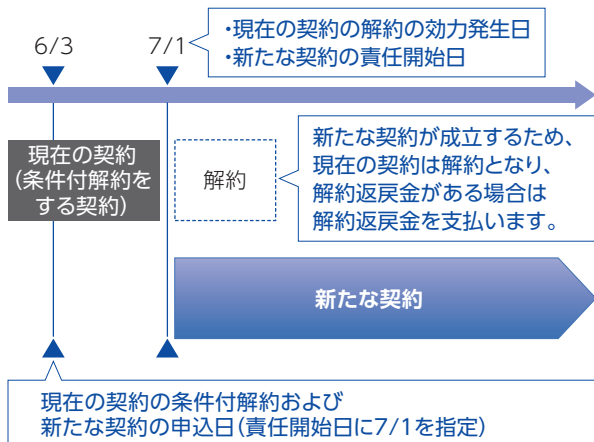 6/3
7/1
・現在の契約の解約の効力発生日
・新たな契約の責任開始日
現在の契約
(条件付解約を
する契約)
解約
新たな契約が成立するため、
現在の契約は解約となり、
解約返戻金がある場合は
解約返戻金を支払います。
新たな契約
現在の契約の条件付解約および
新たな契約の申込日(責任開始日に7/1を指定)